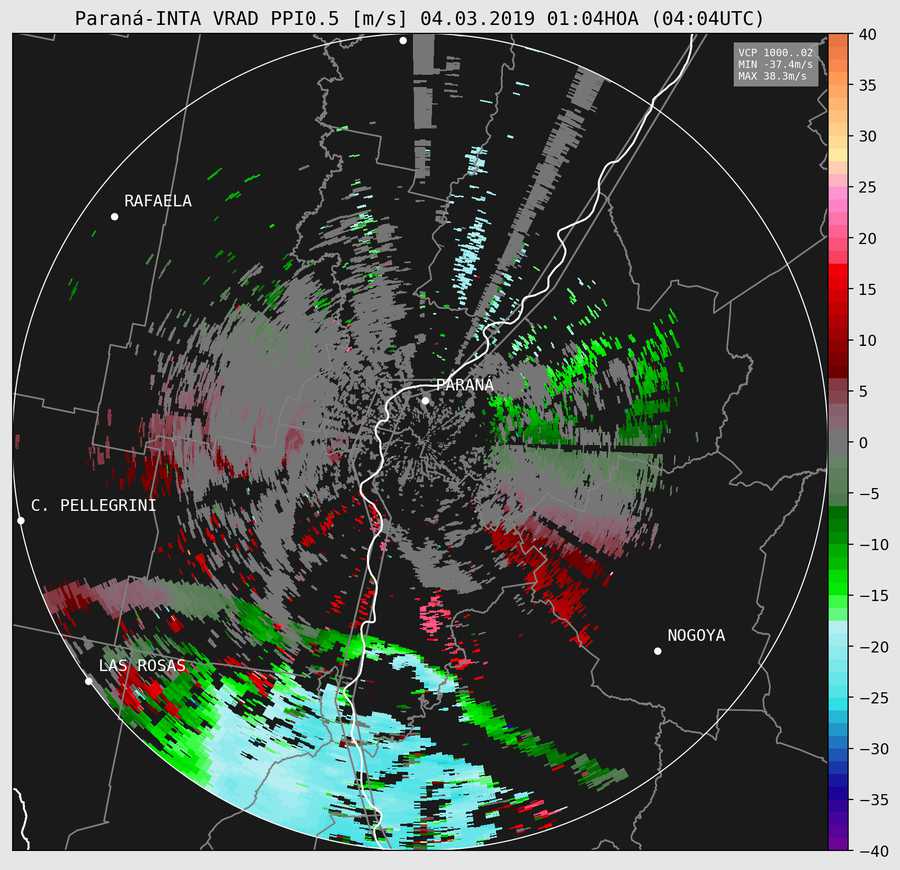 Paraná-INTA VRAD PPI0.5 [m/s] 04.03.2019 01:04HOA (04:04UTC)
VCP 1000..02
MIN -37.4m/s
MAX 38.3m/s
RAFAELA
PARANÁ
C. PELLEGRINI
NOGOYA
LAS ROSAS
40
35
30
25
20
15
10
5
0
−5
−10
−15
−20
−25
−30
−35
−40